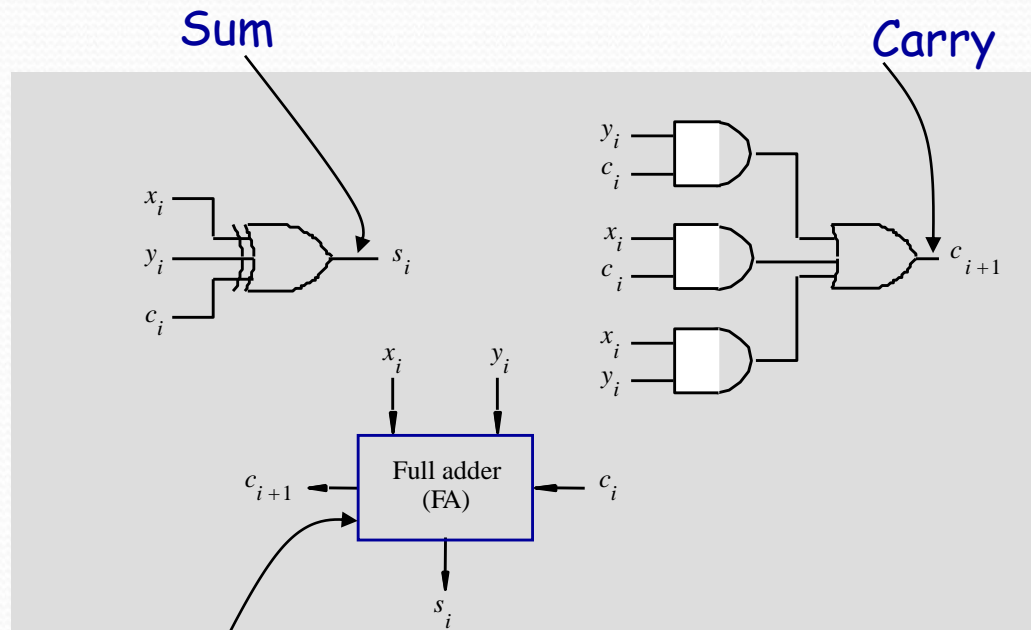 Sum
Carry
y_i
c_i
x_i
x_i
y_i
s_i
c_i
c_i
c_{i+1}
x_i
y_i
x_i
y_i
Full adder
(FA)
c_{i+1}
c_i
s_i